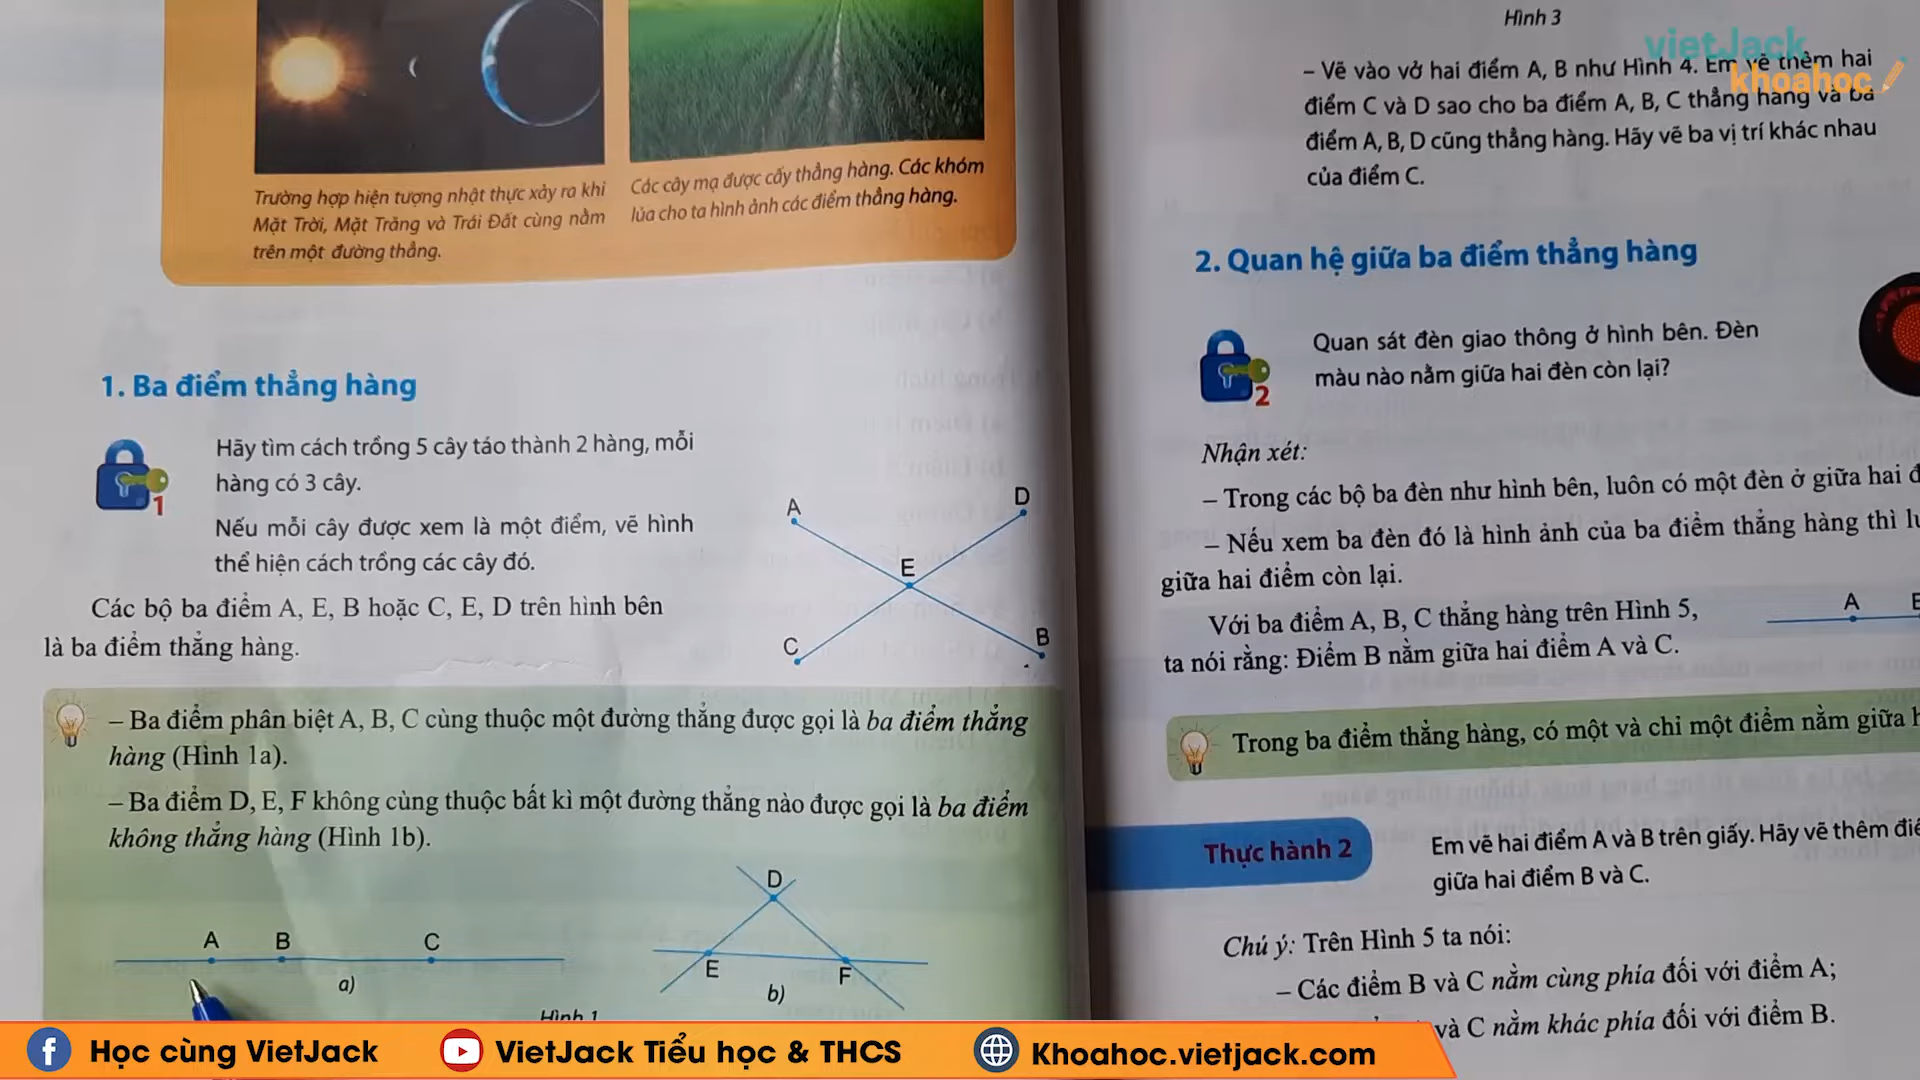 Trường hợp hiện tượng nhật thực xảy ra khi
Mặt Trời, Mặt Trăng và Trái Đất cùng nằm
trên một đường thẳng.
Các cây mạ được cấy thẳng hàng. Các khóm
lúa cho ta hình ảnh các điểm thẳng hàng.
1. Ba điểm thẳng hàng
1
Hãy tìm cách trồng 5 cây táo thành 2 hàng, mỗi
hàng có 3 cây.
Nếu mỗi cây được xem là một điểm, vẽ hình
thể hiện cách trồng các cây đó.
A
D
E
C
B
Các bộ ba điểm A, E, B hoặc C, E, D trên hình bên
là ba điểm thẳng hàng.
– Ba điểm phân biệt A, B, C cùng thuộc một đường thẳng được gọi là ba điểm thẳng
hàng (Hình 1a).
– Ba điểm D, E, F không cùng thuộc bất kì một đường thẳng nào được gọi là ba điểm
không thẳng hàng (Hình 1b).
A B C
a)
D
E F
b)
Hình 1
Hình 3
– Vẽ vào vở hai điểm A, B như Hình 4. Em vẽ thêm hai
điểm C và D sao cho ba điểm A, B, C thẳng hàng và ba
điểm A, B, D cũng thẳng hàng. Hãy vẽ ba vị trí khác nhau
của điểm C.
vietJack
khoahoc
2. Quan hệ giữa ba điểm thẳng hàng
2
Quan sát đèn giao thông ở hình bên. Đèn
màu nào nằm giữa hai đèn còn lại?
Nhận xét:
– Trong các bộ ba đèn như hình bên, luôn có một đèn ở giữa hai
– Nếu xem ba đèn đó là hình ảnh của ba điểm thẳng hàng thì
giữa hai điểm còn lại.
Với ba điểm A, B, C thẳng hàng trên Hình 5,
ta nói rằng: Điểm B nằm giữa hai điểm A và C.
A
Trong ba điểm thẳng hàng, có một và chỉ một điểm nằm giữa
Thực hành 2
Em vẽ hai điểm A và B trên giấy. Hãy vẽ thêm
giữa hai điểm B và C.
Chú ý: Trên Hình 5 ta nói:
– Các điểm B và C nằm cùng phía đối với điểm A;
và C nằm khác phía đối với điểm B.
Học cùng VietJack
VietJack Tiểu học & THCS
Khoahoc.vietjack.com